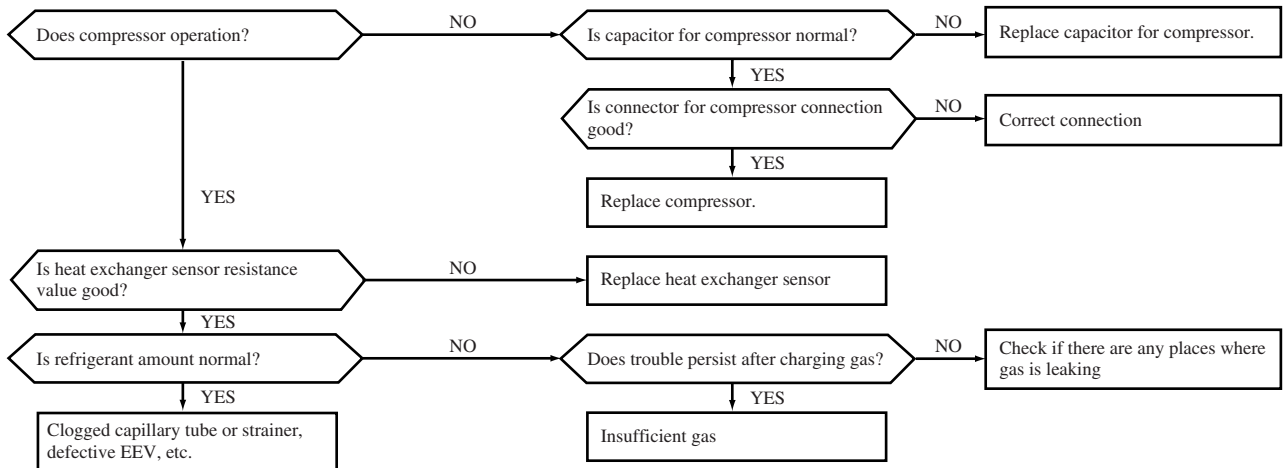 Does compressor operation?
NO
Is capacitor for compressor normal?
NO
Replace capacitor for compressor.
YES
Is connector for compressor connection
good?
NO
Correct connection
YES
Replace compressor.
YES
Is heat exchanger sensor resistance
value good?
NO
Replace heat exchanger sensor
YES
Is refrigerant amount normal?
NO
Does trouble persist after charging gas?
NO
Check if there are any places where
gas is leaking
YES
Clogged capillary tube or strainer,
defective EEV, etc.
YES
Insufficient gas